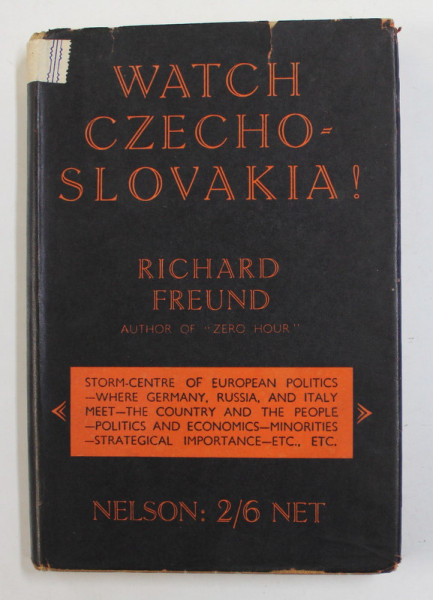 WATCH
CZECHO-
SLOVAKIA!
RICHARD
FREUND
AUTHOR OF "ZERO HOUR"
STORM-CENTRE OF EUROPEAN POLITICS
—WHERE GERMANY, RUSSIA, AND ITALY
MEET—THE COUNTRY AND THE PEOPLE
—POLITICS AND ECONOMICS—MINORITIES
—STRATEGICAL IMPORTANCE—ETC., ETC.
NELSON: 2/6 NET